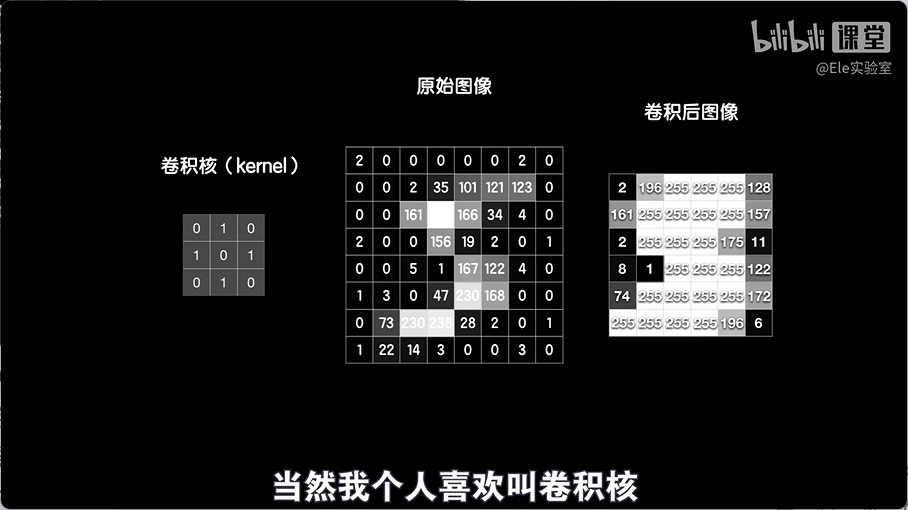 bilibili 课堂
@Ele实验室
原始图像
卷积后图像
卷积核（kernel）
0 1 0
1 0 1
0 1 0
2 0 0 0 0 0 2 0
0 0 2 35 101 121 123 0
0 0 161 166 34 4 0
2 0 0 156 19 2 0 1
0 0 5 1 167 122 4 0
1 3 0 47 230 168 0 0
0 73 230 238 28 2 0 1
1 22 14 3 0 0 3 0
2 196 255 255 255 128
161 255 255 255 255 157
2 255 255 255 175 11
8 1 255 255 255 122
74 255 255 255 255 172
255 255 255 255 196 6
当然我个人喜欢叫卷积核